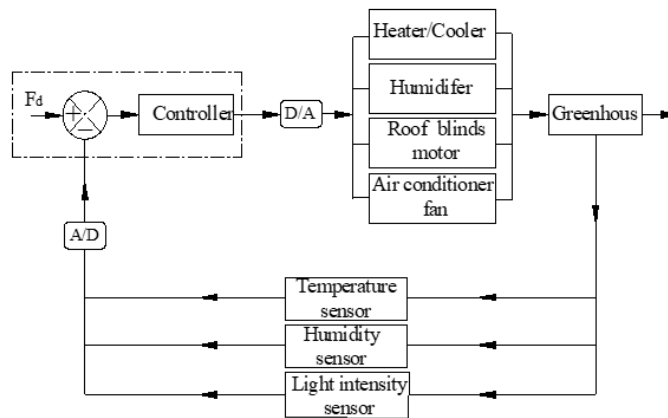 Heater/Cooler
Fd
+
−
Controller
D/A
Humidifer
Roof blinds
motor
Air conditioner
fan
Greenhous
A/D
Temperature
sensor
Humidity
sensor
Light intensity
sensor